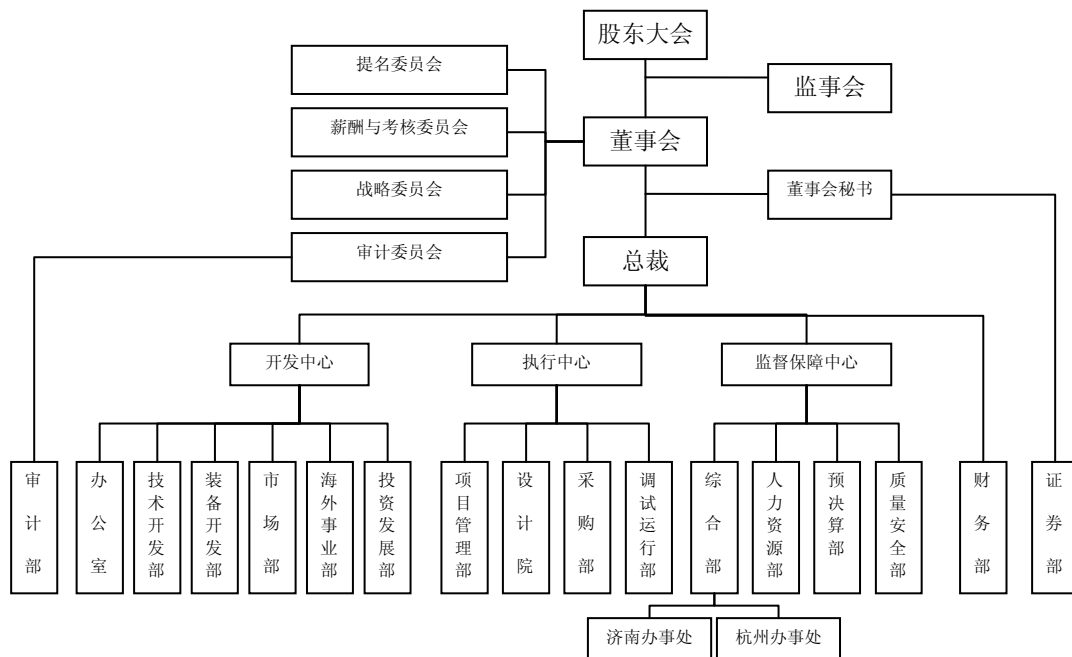 股东大会
提名委员会
监事会
薪酬与考核委员会
董事会
战略委员会
董事会秘书
审计委员会
总裁
开发中心
执行中心
监督保障中心
审计部
办公室
技术开发部
装备开发部
市场部
海外事业部
投资发展部
项目管理部
设计院
采购部
调试运行部
综合部
人力资源部
预决算部
质量安全部
财务部
证券部
济南办事处
杭州办事处